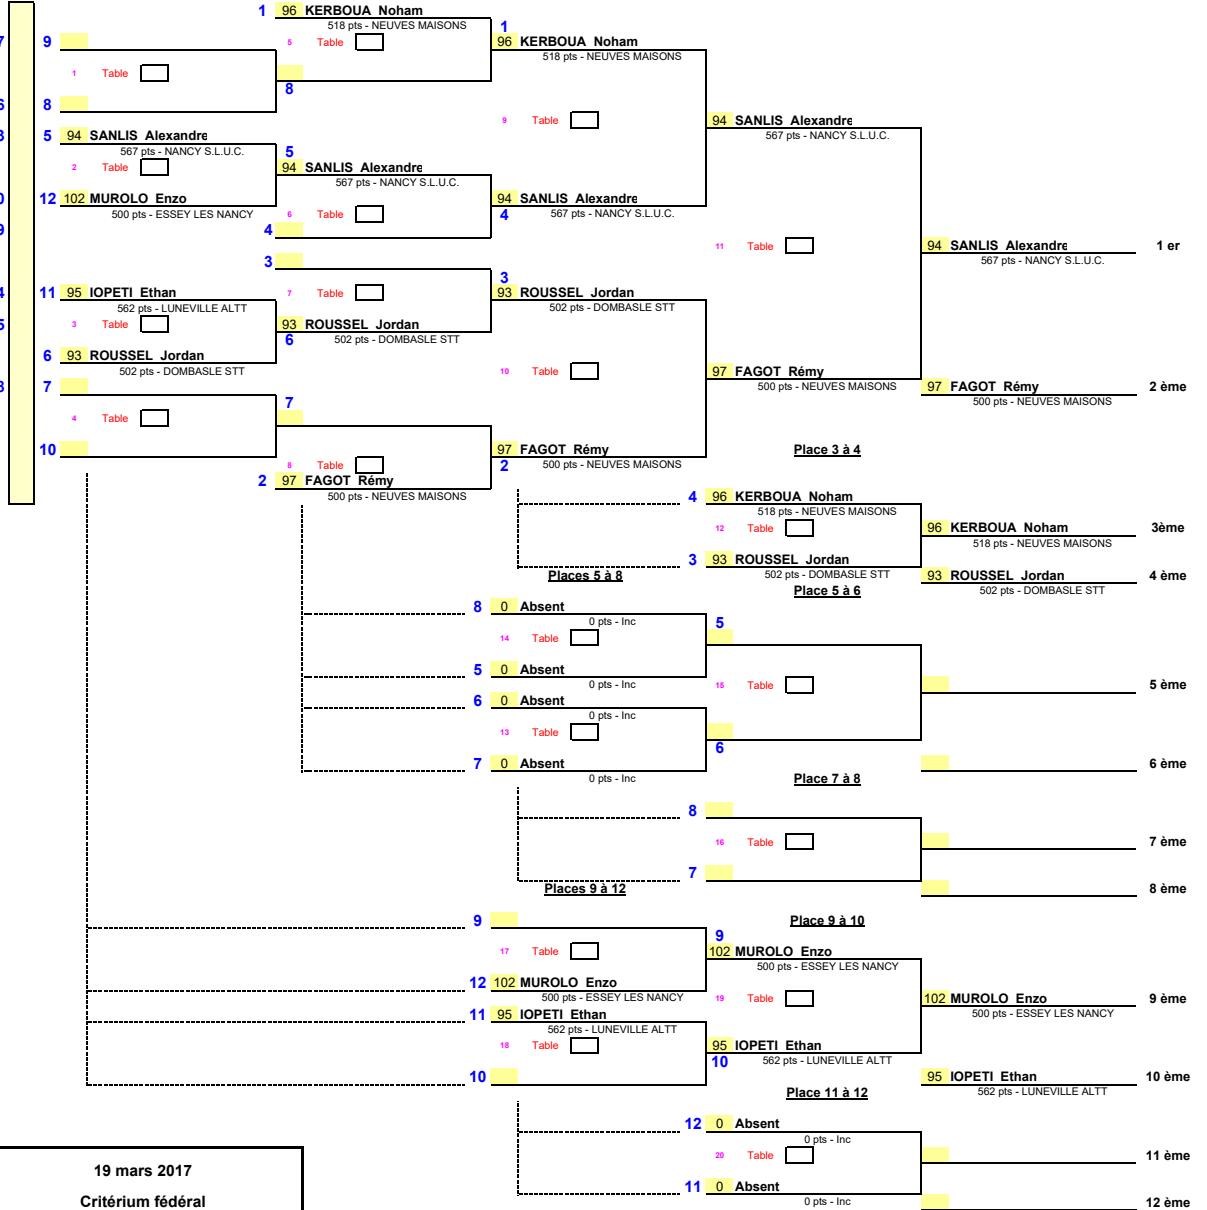 1 96 KERBOUA Noham
518 pts - NEUVES MAISONS
1
7 9 5 Table 96 KERBOUA Noham
518 pts - NEUVES MAISONS
1 Table
8
6 8
9 Table 94 SANLIS Alexandre
567 pts - NANCY S.L.U.C.
3 5 94 SANLIS Alexandre
567 pts - NANCY S.L.U.C.
5
2 Table 94 SANLIS Alexandre
567 pts - NANCY S.L.U.C.
0 12 102 MUROLO Enzo 94 SANLIS Alexandre
500 pts - ESSEY LES NANCY 6 Table 4 567 pts - NANCY S.L.U.C.
9 4
11 Table 94 SANLIS Alexandre 1 er
567 pts - NANCY S.L.U.C.
3
3
4 11 95 IOPETI Ethan 7 Table 93 ROUSSEL Jordan
562 pts - LUNEVILLE ALTT 502 pts - DOMBASLE STT
5 3 Table 93 ROUSSEL Jordan
6 502 pts - DOMBASLE STT
6 93 ROUSSEL Jordan
502 pts - DOMBASLE STT
10 Table 97 FAGOT Rémy
500 pts - NEUVES MAISONS
8 7 97 FAGOT Rémy 2 ème
500 pts - NEUVES MAISONS
7
4 Table
10 97 FAGOT Rémy Place 3 à 4
8 Table 2 500 pts - NEUVES MAISONS
2 97 FAGOT Rémy
500 pts - NEUVES MAISONS
4 96 KERBOUA Noham
518 pts - NEUVES MAISONS
12 Table 96 KERBOUA Noham 3ème
518 pts - NEUVES MAISONS
3 93 ROUSSEL Jordan
502 pts - DOMBASLE STT
Places 5 à 8 93 ROUSSEL Jordan 4 ème
502 pts - DOMBASLE STT
Place 5 à 6
8 0 Absent
0 pts - Inc
5
14 Table
5 0 Absent
0 pts - Inc
15 Table 5 ème
6 0 Absent
0 pts - Inc
13 Table
6
7 0 Absent 6 ème
0 pts - Inc
Place 7 à 8
8
16 Table 7 ème
7
Places 9 à 12 8 ème
9 Place 9 à 10
9
17 Table 102 MUROLO Enzo
500 pts - ESSEY LES NANCY
12 102 MUROLO Enzo
500 pts - ESSEY LES NANCY
19 Table 102 MUROLO Enzo 9 ème
500 pts - ESSEY LES NANCY
11 95 IOPETI Ethan
562 pts - LUNEVILLE ALTT
18 Table 95 IOPETI Ethan
10 562 pts - LUNEVILLE ALTT
10 95 IOPETI Ethan 10 ème
562 pts - LUNEVILLE ALTT
Place 11 à 12
12 0 Absent
0 pts - Inc
20 Table 11 ème
11 0 Absent
0 pts - Inc
12 ème
19 mars 2017
Critérium fédéral